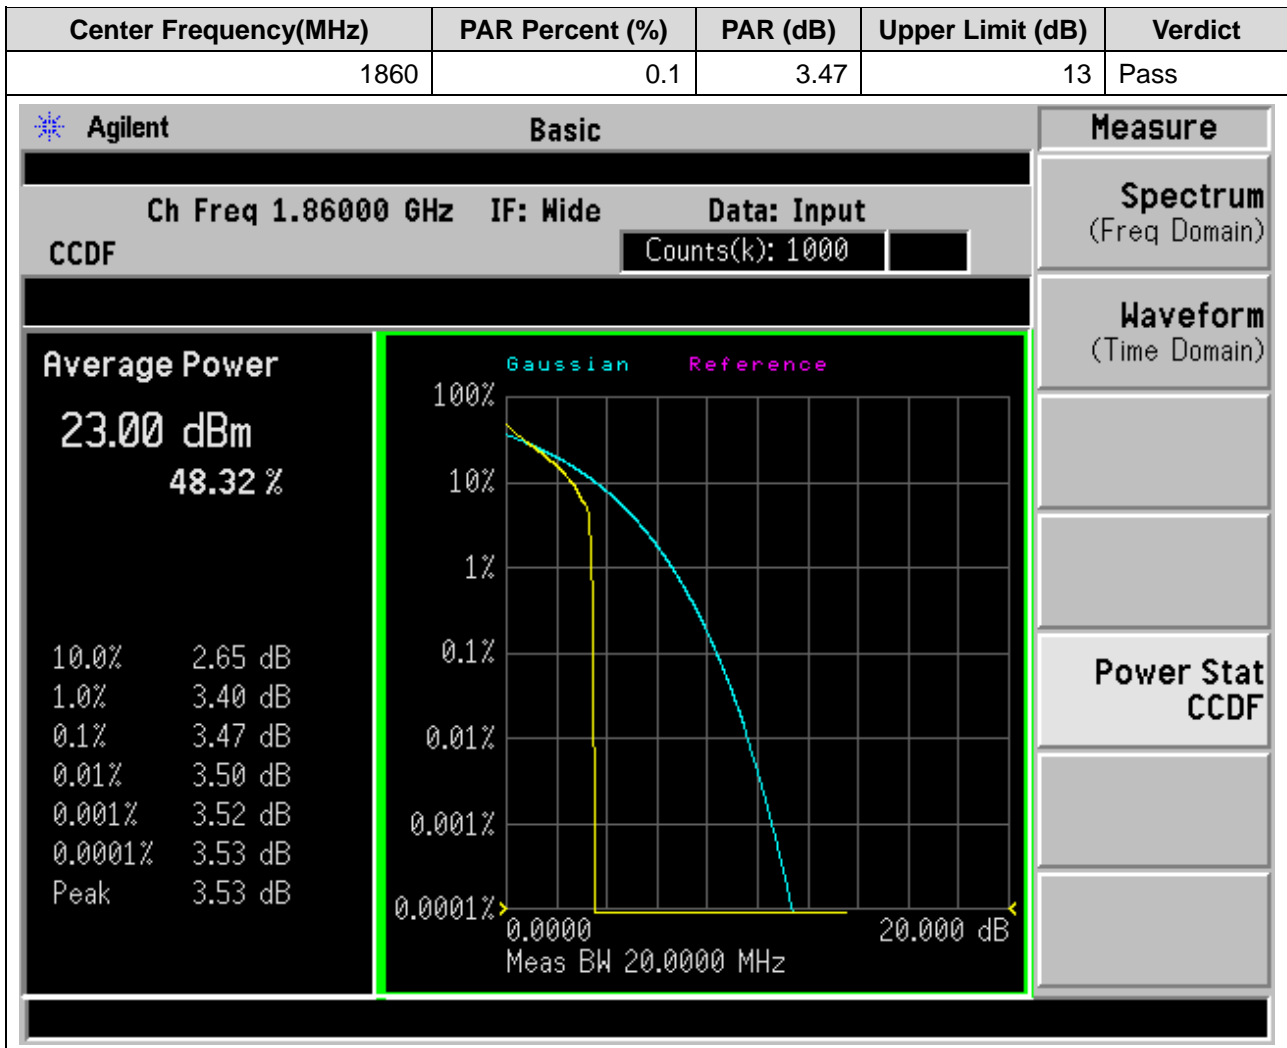 Center Frequency(MHz) PAR Percent (%) PAR (dB) Upper Limit (dB) Verdict
1860 0.1 3.47 13 Pass
Agilent Basic Measure
Ch Freq 1.86000 GHz IF: Wide Data: Input
CCDF Counts(k): 1000
Spectrum
(Freq Domain)
Waveform
(Time Domain)
Power Stat
CCDF
Average Power
23.00 dBm
48.32 %
10.0% 2.65 dB
1.0% 3.40 dB
0.1% 3.47 dB
0.01% 3.50 dB
0.001% 3.52 dB
0.0001% 3.53 dB
Peak 3.53 dB
Gaussian Reference
100%
10%
1%
0.1%
0.01%
0.001%
0.0001%
0.0000 20.000 dB
Meas BW 20.0000 MHz